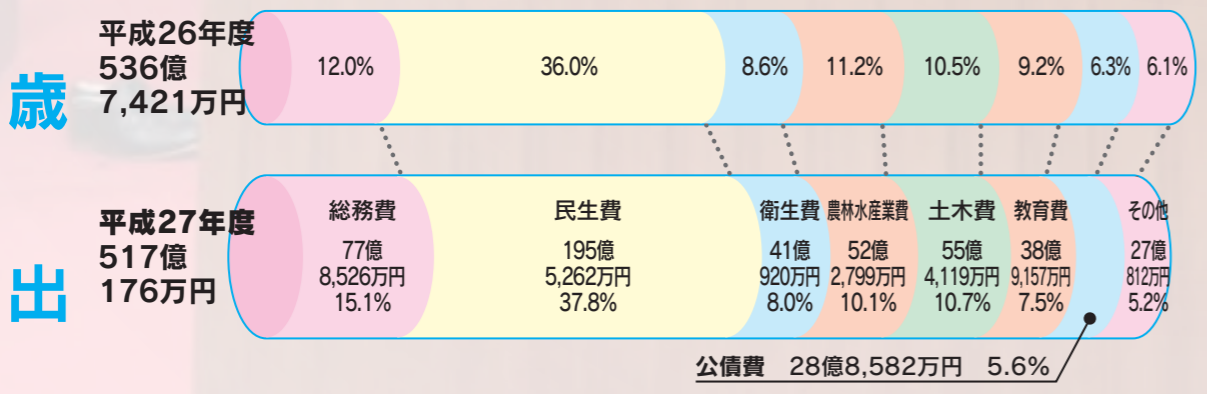 歳出
平成26年度
536億
7,421万円
12.0%
36.0%
8.6%
11.2%
10.5%
9.2%
6.3%
6.1%
平成27年度
517億
176万円
総務費
77億
8,526万円
15.1%
民生費
195億
5,262万円
37.8%
衛生費
41億
920万円
8.0%
農林水産業費
52億
2,799万円
10.1%
土木費
55億
4,119万円
10.7%
教育費
38億
9,157万円
7.5%
その他
27億
812万円
5.2%
公債費 28億8,582万円 5.6%